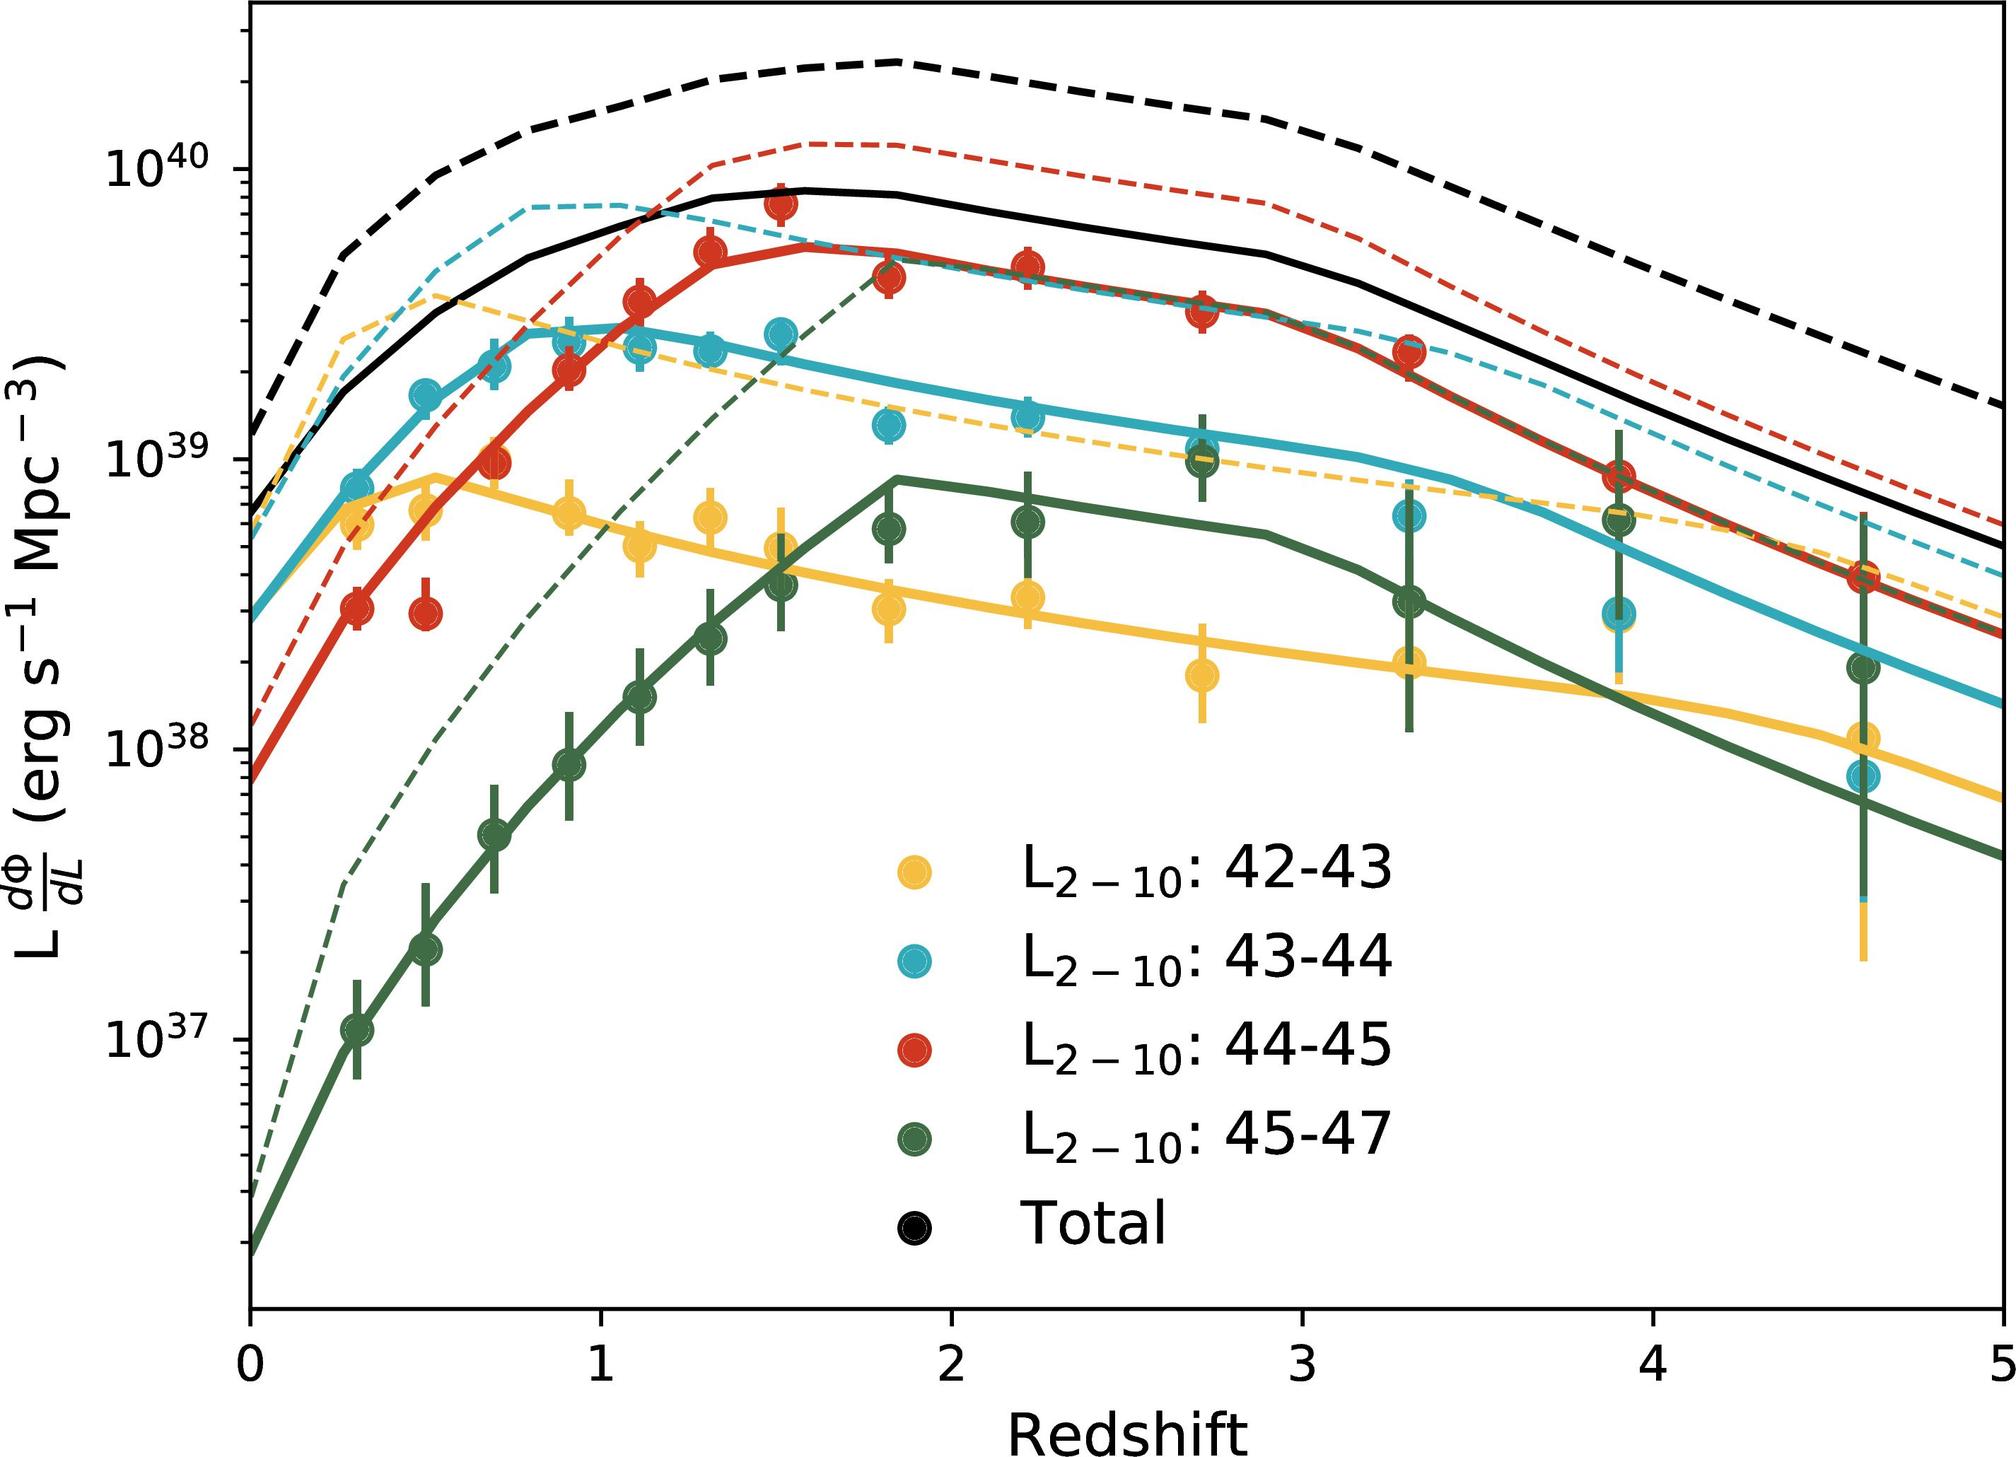 10^40
10^39
10^38
10^37
L dΦ/dL (erg s^−1 Mpc^−3)
L_2−10: 42-43
L_2−10: 43-44
L_2−10: 44-45
L_2−10: 45-47
Total
0 1 2 3 4 5
Redshift